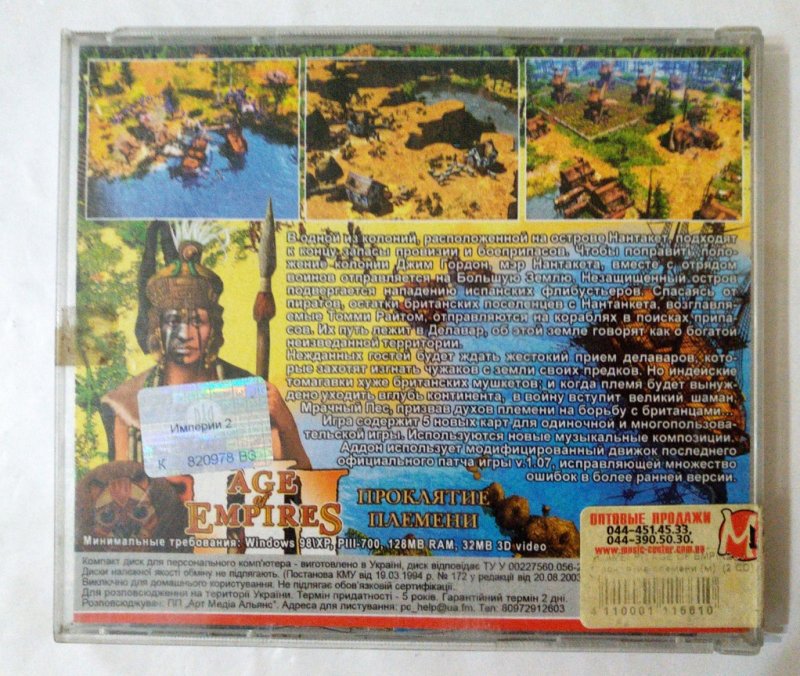 В одной из колоний, расположенной на острове Нантакет, подходят
к концу запасы провизии и боеприпасов. Чтобы поправить поло-
жение колонии Джим Гордон, мэр Нантакета, вместе с отрядом
воинов отправляется на Большую Землю. Незащищенный остров
подвергается нападению испанских флибустьеров. Спасаясь от
пиратов, остатки британских поселенцев с Нантанкета, возглавля-
емые Томми Райтом, отправляются на кораблях в поисках припа-
сов. Их путь лежит в Делавар, об этой земле говорят как о богатой
неизведанной территории.
Нежданных гостей будет ждать жестокий прием делаваров, кото-
рые захотят изгнать чужаков с земли своих предков. Но индейские
томагавки хуже британских мушкетов; и когда племя будет вынуж-
дено уходить вглубь континента, в войну вступит великий шаман,
Мрачный Пес, призвав духов племени на борьбу с британцами...
Игра содержит 5 новых карт для одиночной и многопользова-
тельской игры. Используются новые музыкальные композиции.
Аддон использует модифицированный движок последнего
официального патча игры v.1.07, исправляющей множество
ошибок в более ранней версии.
Империи 2
К 820978 BG
AGE of EMPIRES III
ПРОКЛЯТИЕ
ПЛЕМЕНИ
Минимальные требования: Windows 98\XP, PIII-700, 128MB RAM, 32MB 3D video
Компакт диск для персонального комп'ютера - виготовлено в Україні, диск відповідає ТУ У 00227560.056-2
Диски належної якості обміну не підлягають. (Постанова КМУ від 19.03.1994 р. № 172 у редакції від 20.08.2003
Виключно для домашнього користування. Не підлягає обов'язковій сертифікації.
Для розповсюдження на території України. Термін придатності - 5 років. Гарантійний термін 2 дні.
Розповсюджувач: ПП „Арт Медіа Альянс". Адреса для листування: pc_help@ua.fm. Тел: 80972912603
ОПТОВЫЕ ПРОДАЖИ
044-451.45.33,
044-390.50.30.
www.music-center.com.ua
M
племени (м) (2 CD
4 110001 115610